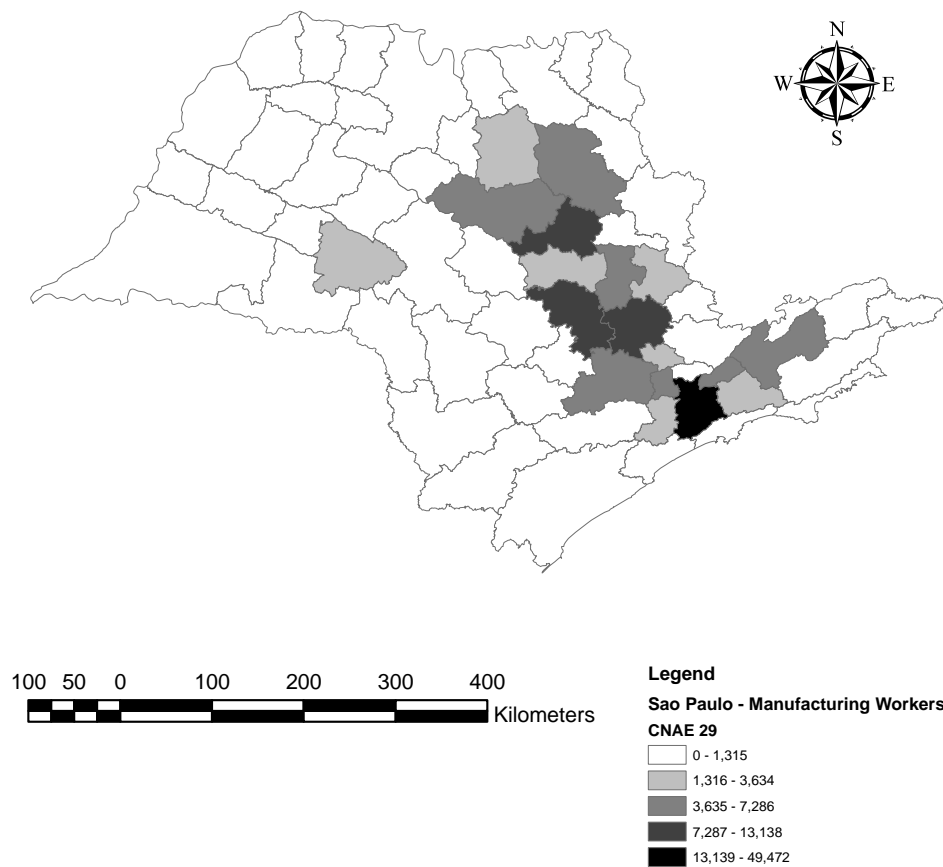 N
W E
S
100 50 0 100 200 300 400
Kilometers
Legend
Sao Paulo - Manufacturing Workers
CNAE 29
0 - 1,315
1,316 - 3,634
3,635 - 7,286
7,287 - 13,138
13,139 - 49,472